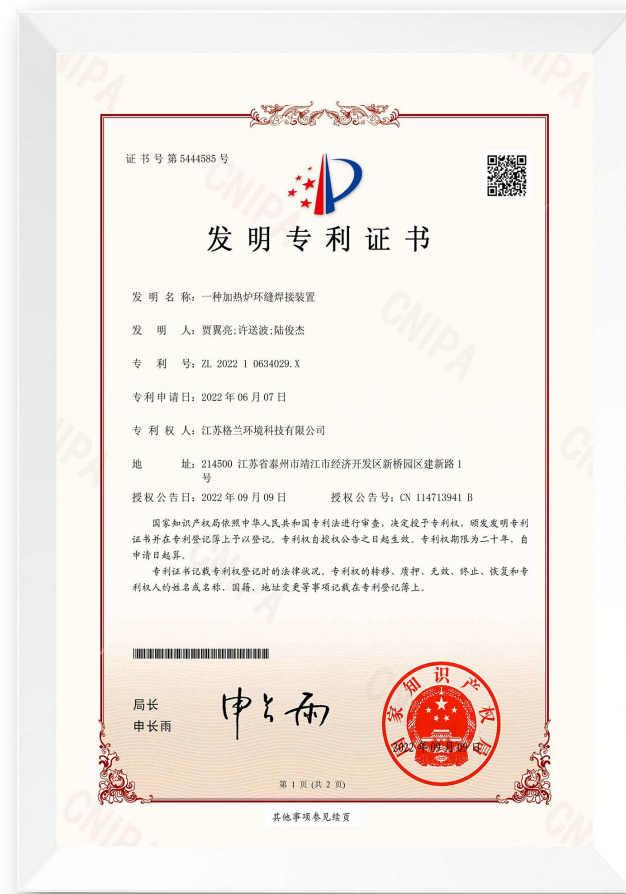 证书号第5444585号
发明专利证书
发明名称：一种加热炉环缝焊接装置
发明人：贾翼亮;许送波;陆俊杰
专利号：ZL 2022 1 0634029.X
专利申请日：2022年06月07日
专利权人：江苏格兰环境科技有限公司
地址：214500 江苏省泰州市靖江市经济开发区新桥园区建新路1
号
授权公告日：2022年09月09日 授权公告号：CN 114713941 B
国家知识产权局依照中华人民共和国专利法进行审查，决定授予专利权，颁发发明专利
证书并在专利登记簿上予以登记。专利权自授权公告之日起生效。专利权期限为二十年，自
申请日起算。
专利证书记载专利权登记时的法律状况。专利权的转移、质押、无效、终止、恢复和专
利权人的姓名或名称、国籍、地址变更等事项记载在专利登记簿上。
局长
申长雨
申长雨
国家知识产权局
2022年09月09日
第 1 页 (共 2 页)
其他事项参见续页
CNIPA
CNIPA
CNIPA
CNIPA